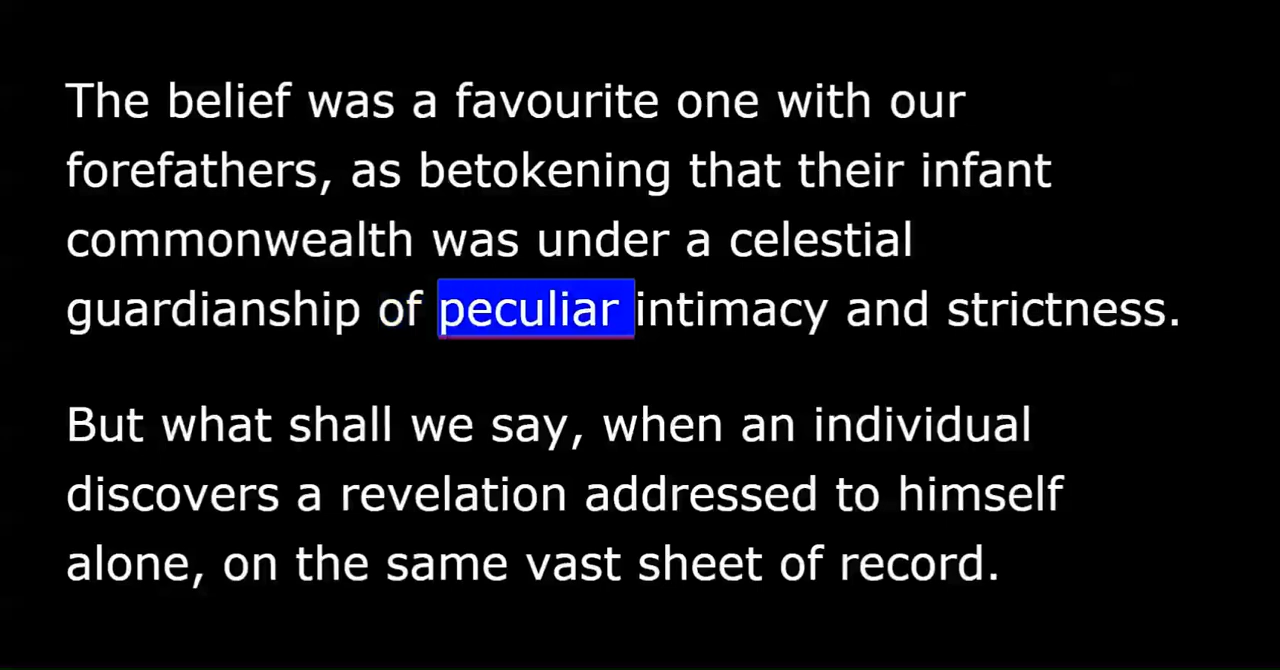 The belief was a favourite one with our
forefathers, as betokening that their infant
commonwealth was under a celestial
guardianship of peculiar intimacy and strictness.
But what shall we say, when an individual
discovers a revelation addressed to himself
alone, on the same vast sheet of record.